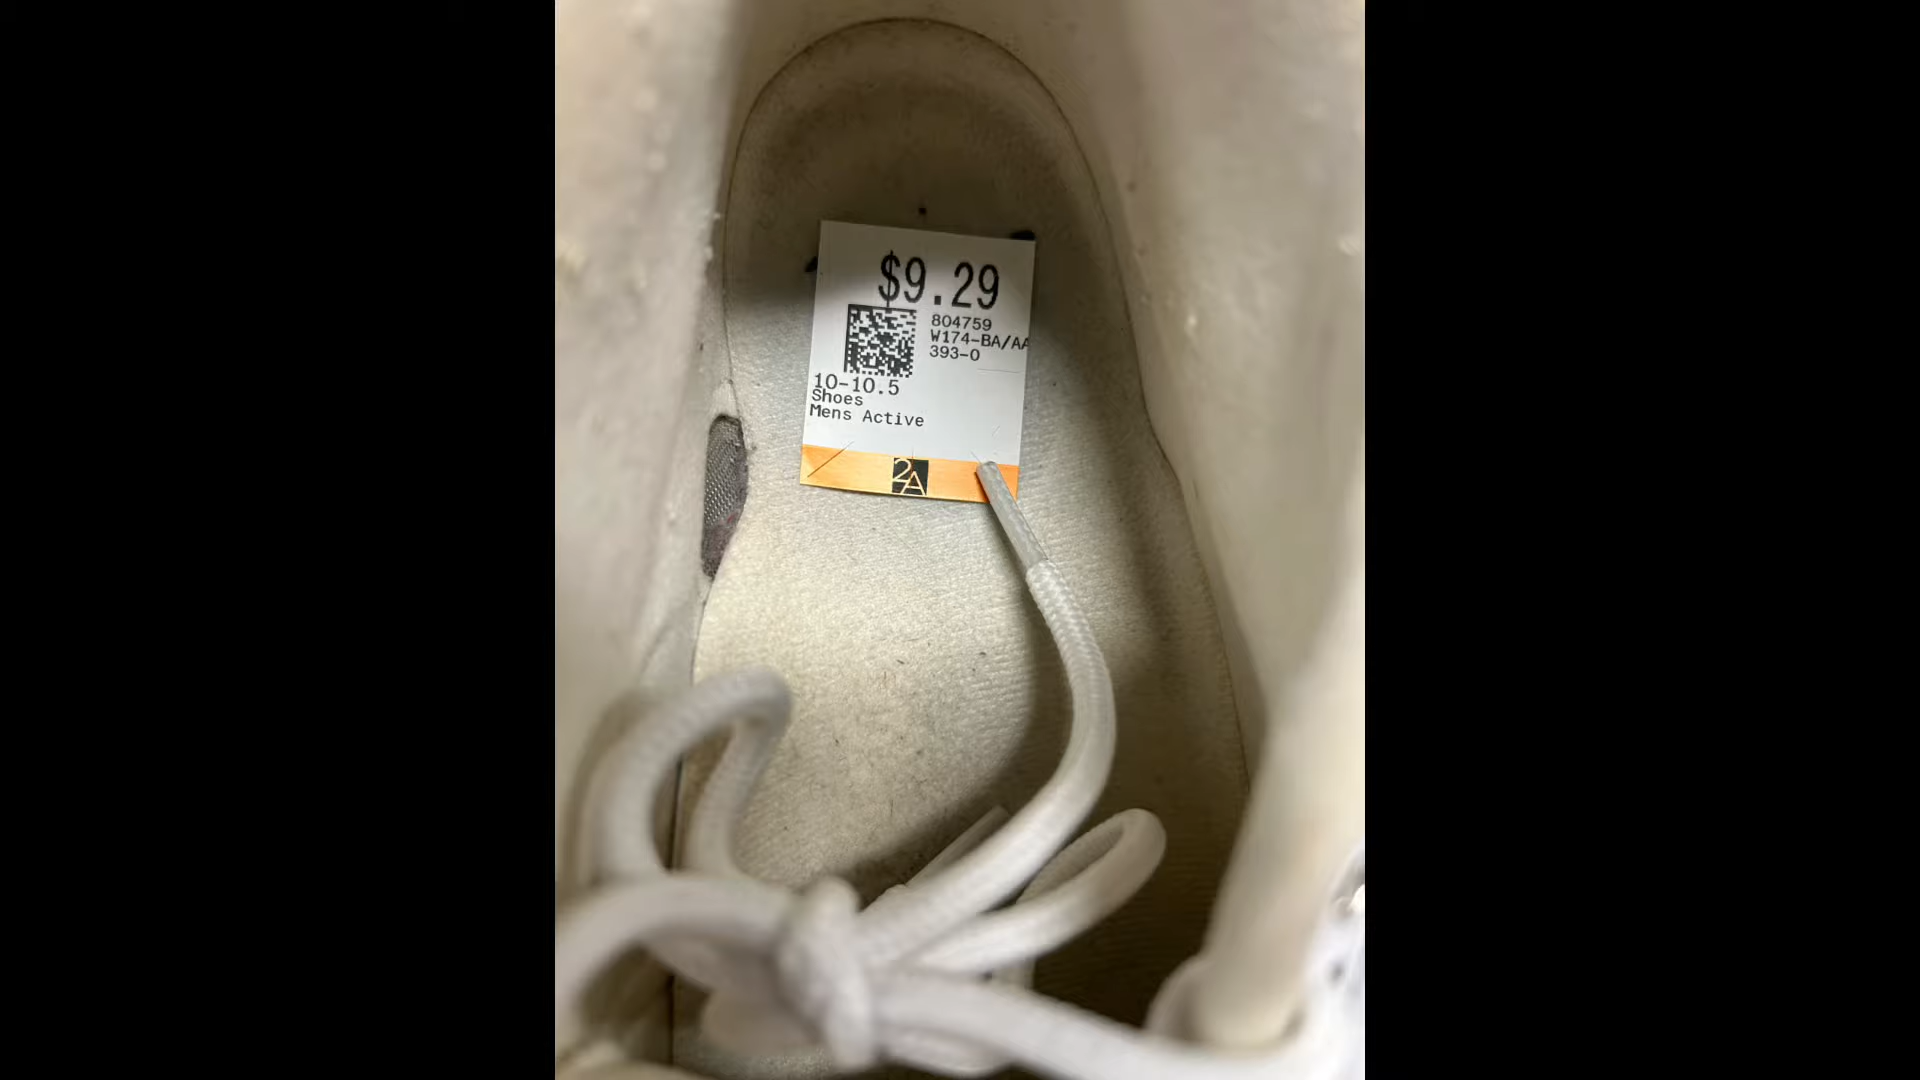 $9.29
804759
W174-BA/AA
393-0
10-10.5
Shoes
Mens Active
2A